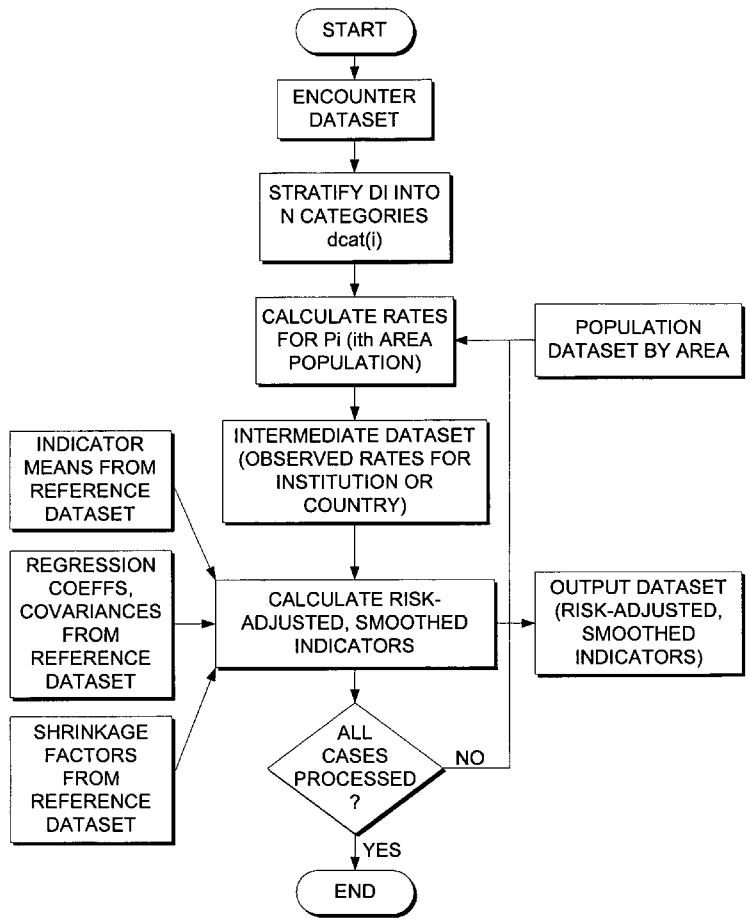 START
ENCOUNTER
DATASET
STRATIFY DI INTO
N CATEGORIES
dcat(i)
CALCULATE RATES
FOR Pi (ith AREA
POPULATION)
POPULATION
DATASET BY AREA
INTERMEDIATE DATASET
(OBSERVED RATES FOR
INSTITUTION OR
COUNTRY)
INDICATOR
MEANS FROM
REFERENCE
DATASET
REGRESSION
COEFFS,
COVARIANCES
FROM
REFERENCE
DATASET
CALCULATE RISK-
ADJUSTED, SMOOTHED
INDICATORS
OUTPUT DATASET
(RISK-ADJUSTED,
SMOOTHED
INDICATORS)
SHRINKAGE
FACTORS
FROM
REFERENCE
DATASET
ALL
CASES
PROCESSED
?
NO
YES
END